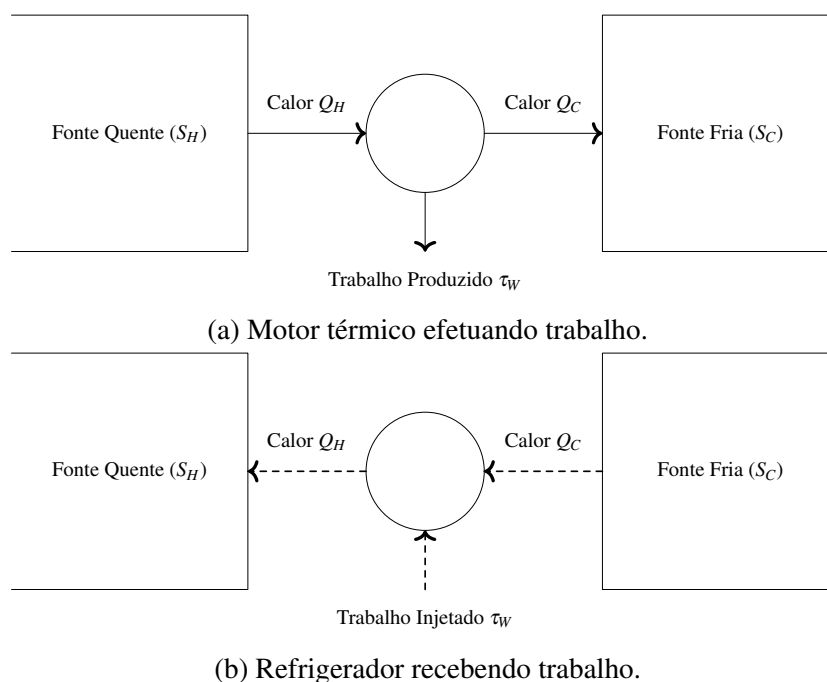 Calor Q_H
Calor Q_C
Fonte Quente (S_H)
Fonte Fria (S_C)
Trabalho Produzido τ_W
(a) Motor térmico efetuando trabalho.
Calor Q_H
Calor Q_C
Fonte Quente (S_H)
Fonte Fria (S_C)
Trabalho Injetado τ_W
(b) Refrigerador recebendo trabalho.